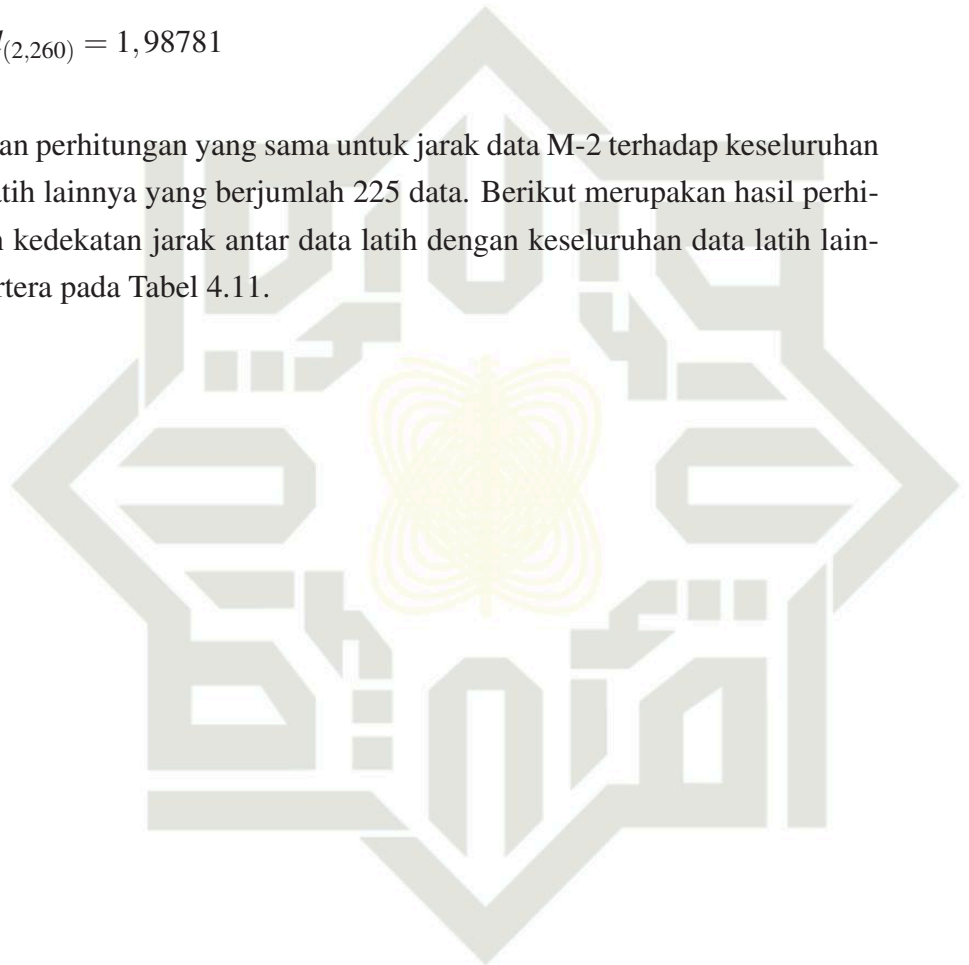 (2,260) = 1,98781
an perhitungan yang sama untuk jarak data M-2 terhadap keseluruhan
atih lainnya yang berjumlah 225 data. Berikut merupakan hasil perhi-
kedekatan jarak antar data latih dengan keseluruhan data latih lain-
rtera pada Tabel 4.11.